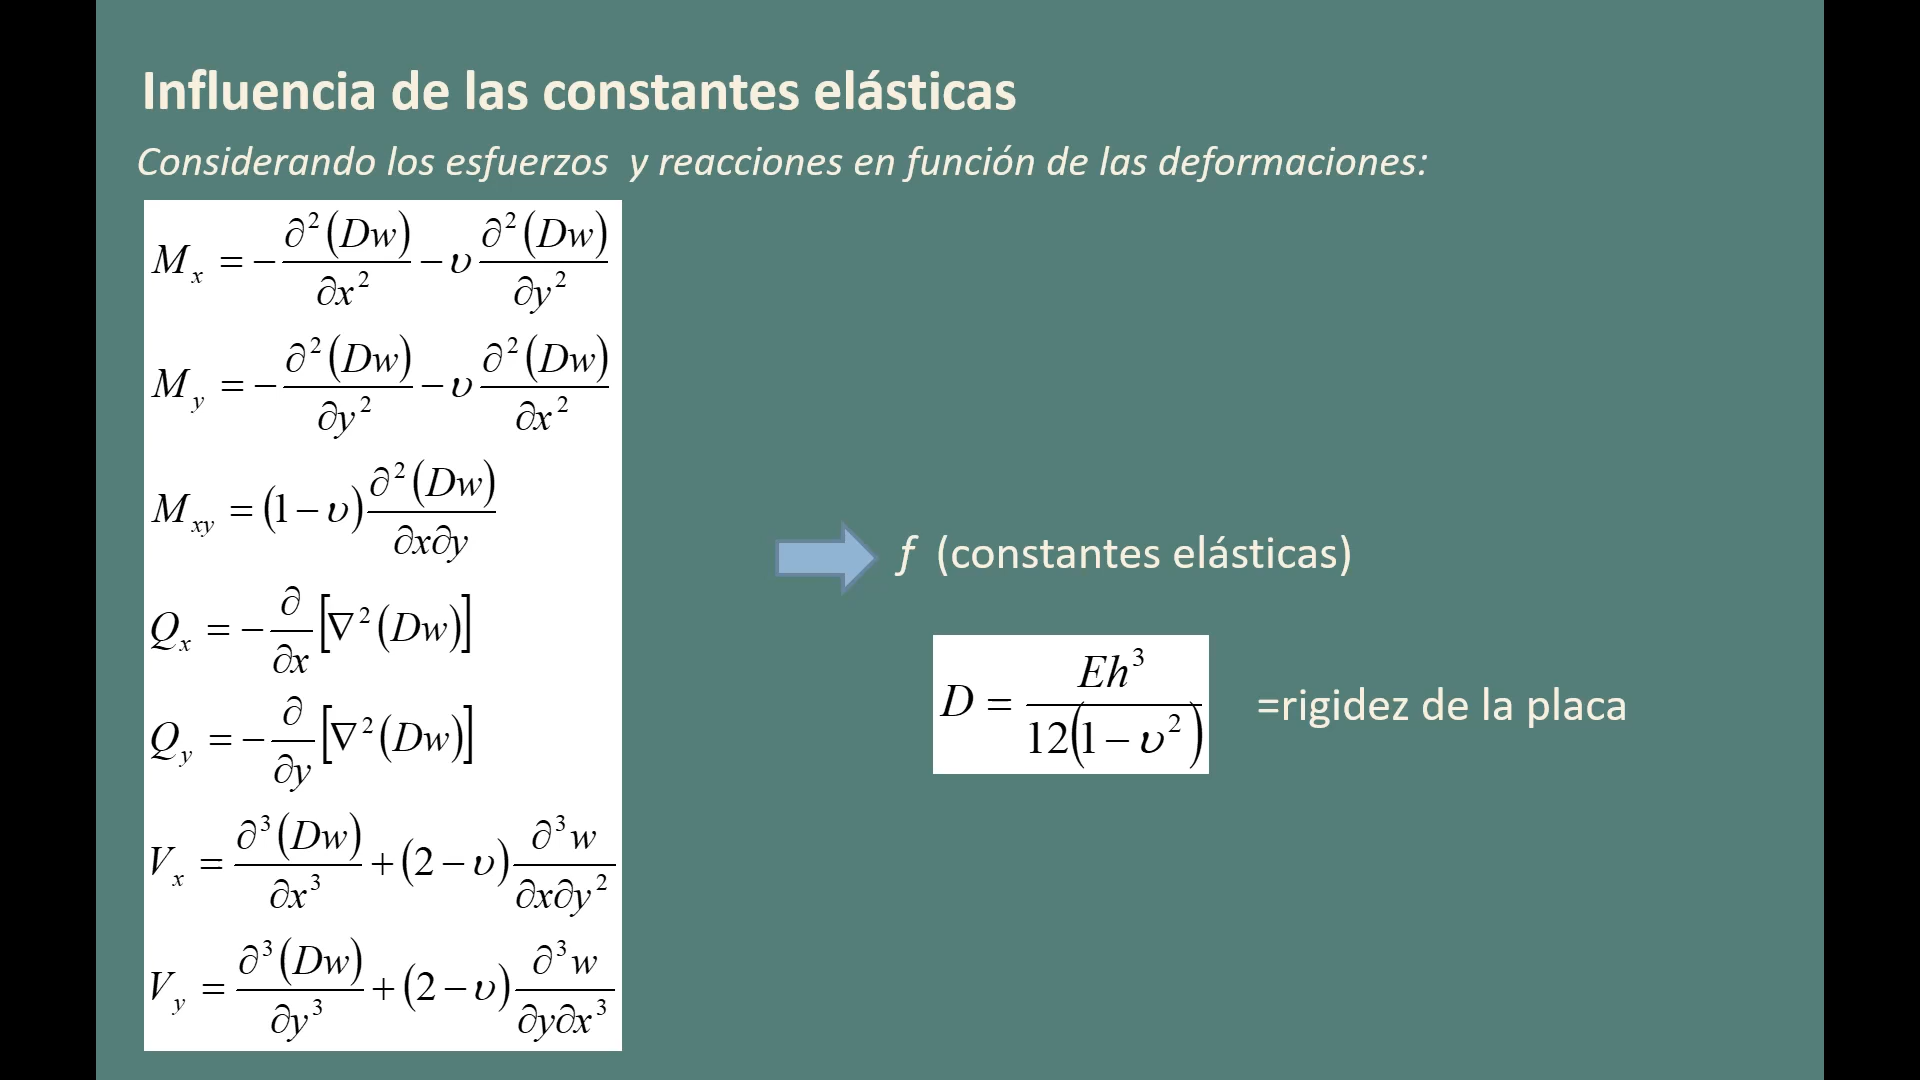 Influencia de las constantes elásticas
Considerando los esfuerzos y reacciones en función de las deformaciones:
M_x = −∂²(Dw)/∂x² − υ ∂²(Dw)/∂y²
M_y = −∂²(Dw)/∂y² − υ ∂²(Dw)/∂x²
M_xy = (1 − υ) ∂²(Dw)/∂x∂y
Q_x = −∂/∂x [∇²(Dw)]
Q_y = −∂/∂y [∇²(Dw)]
V_x = ∂³(Dw)/∂x³ + (2 − υ) ∂³w/∂x∂y²
V_y = ∂³(Dw)/∂y³ + (2 − υ) ∂³w/∂y∂x³
f (constantes elásticas)
D = Eh³/12(1 − υ²) =rigidez de la placa